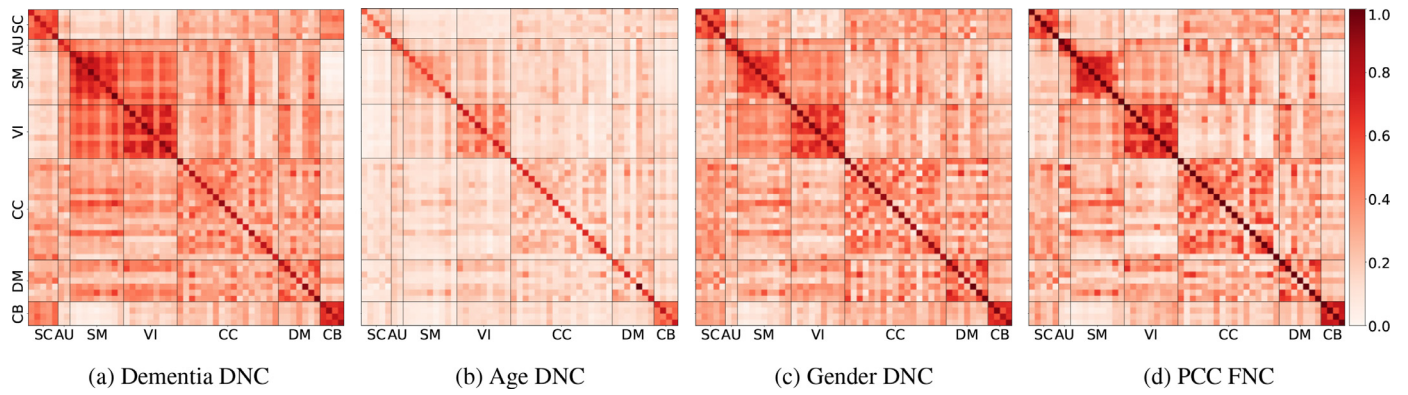 SC
AU
SM
VI
CC
DM
CB
SC AU SM VI CC DM CB
SC AU SM VI CC DM CB
SC AU SM VI CC DM CB
SC AU SM VI CC DM CB
1.0
0.8
0.6
0.4
0.2
0.0
(a) Dementia DNC
(b) Age DNC
(c) Gender DNC
(d) PCC FNC